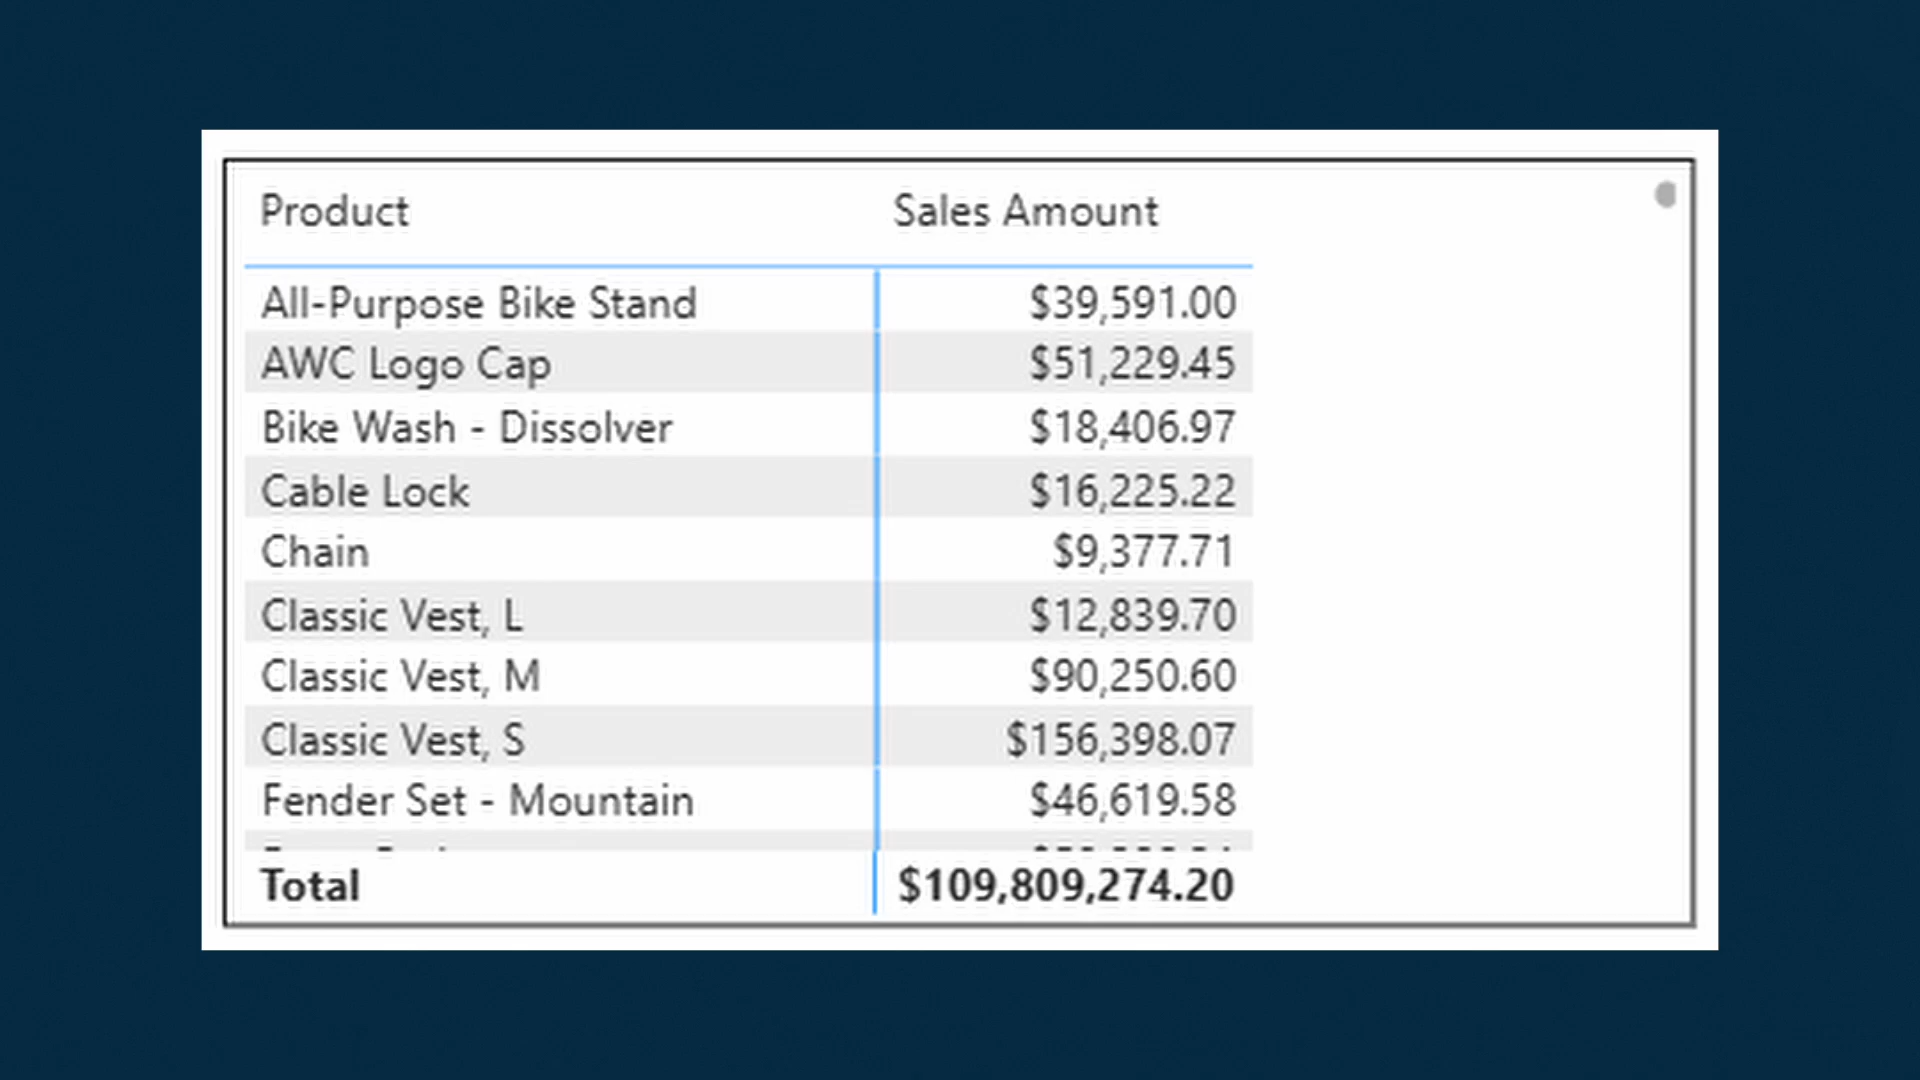 Product Sales Amount
All-Purpose Bike Stand $39,591.00
AWC Logo Cap $51,229.45
Bike Wash - Dissolver $18,406.97
Cable Lock $16,225.22
Chain $9,377.71
Classic Vest, L $12,839.70
Classic Vest, M $90,250.60
Classic Vest, S $156,398.07
Fender Set - Mountain $46,619.58
Total $109,809,274.20